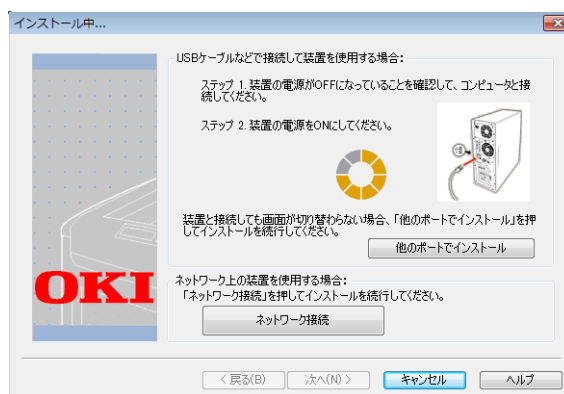 インストール中...
USBケーブルなどで接続して装置を使用する場合:
ステップ 1. 装置の電源がOFFになっていることを確認して、コンピュータと接
続してください。
ステップ 2. 装置の電源をONにしてください。
装置と接続しても画面が切り替わらない場合、「他のポートでインストール」を押
してインストールを続行してください。
他のポートでインストール
OKI
ネットワーク上の装置を使用する場合:
「ネットワーク接続」を押してインストールを続行してください。
ネットワーク接続
< 戻る(B)
次へ(N) >
キャンセル
ヘルプ